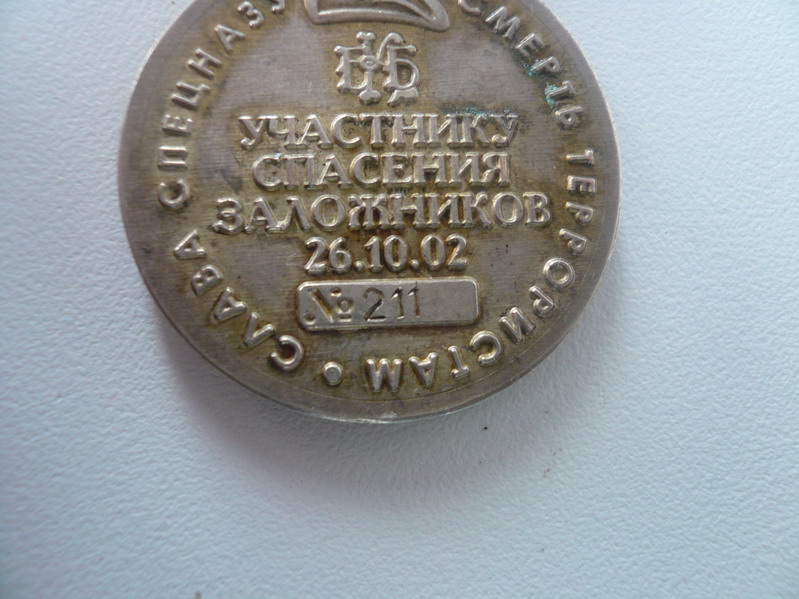 СЛАВА СПЕЦНАЗУ
СМЕРТЬ ТЕРРОРИСТАМ •
УЧАСТНИКУ
СПАСЕНИЯ
ЗАЛОЖНИКОВ
26.10.02
№ 211